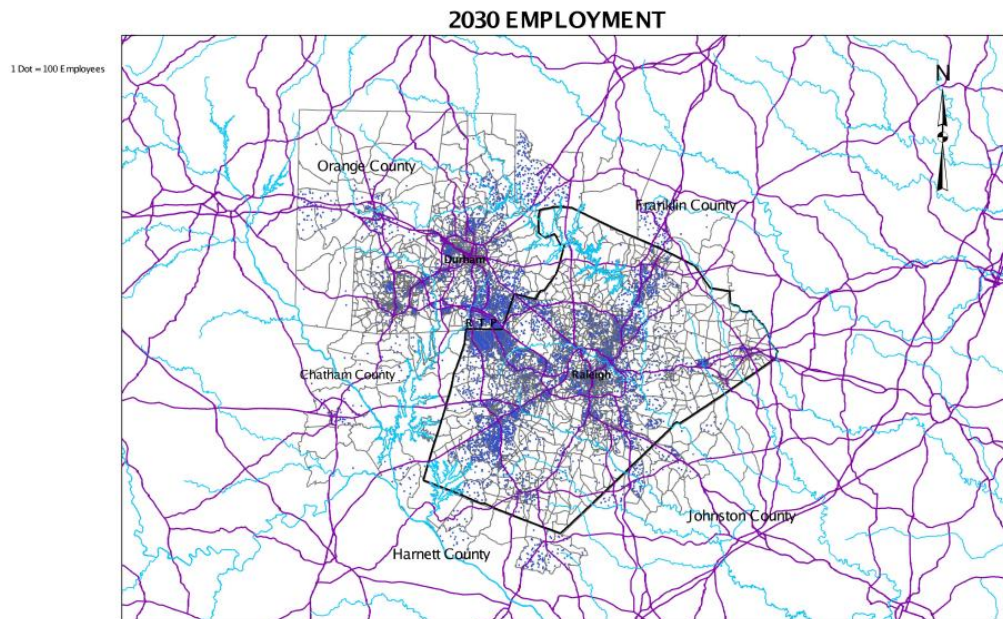 2030 EMPLOYMENT
1 Dot = 100 Employees
N
Orange County
Franklin County
Durham
R T P
Chatham County
Raleigh
Johnston County
Harnett County